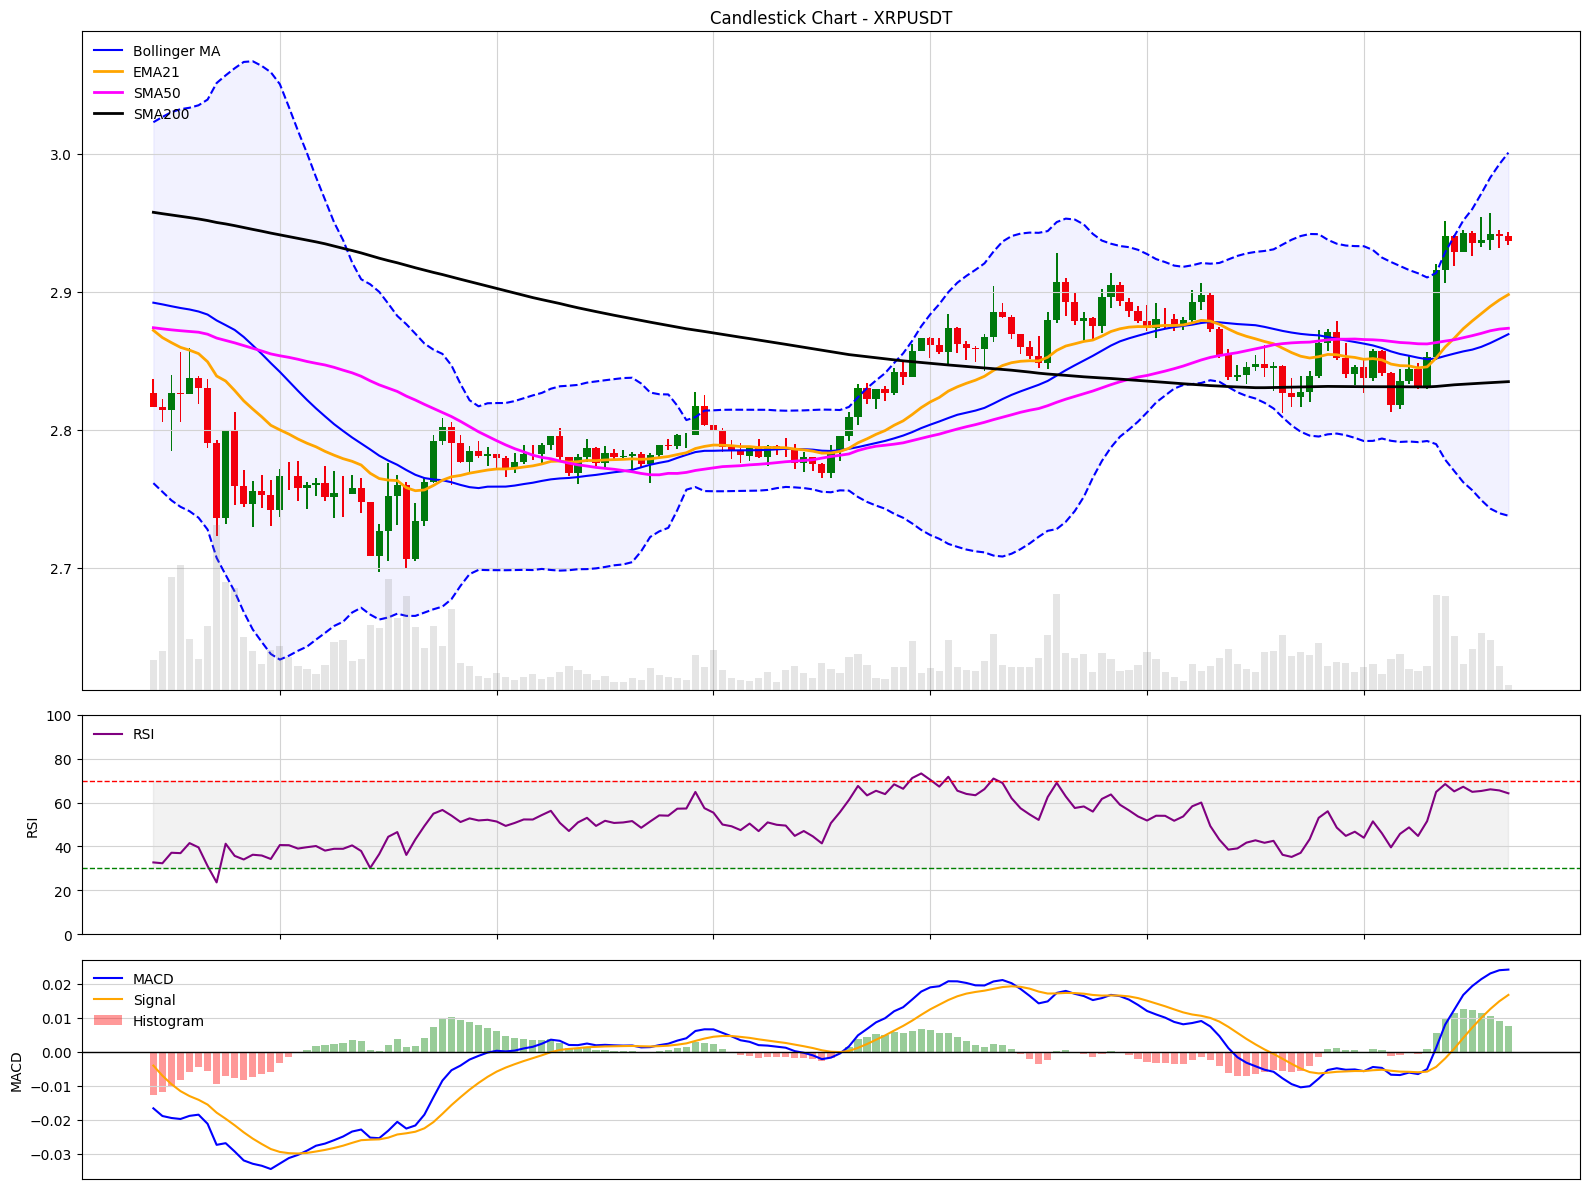 Candlestick Chart - XRPUSDT
Bollinger MA
EMA21
SMA50
SMA200
3.0
2.9
2.8
2.7
100
80
60
40
20
0
RSI
RSI
0.02
0.01
0.00
−0.01
−0.02
−0.03
MACD
MACD
Signal
Histogram